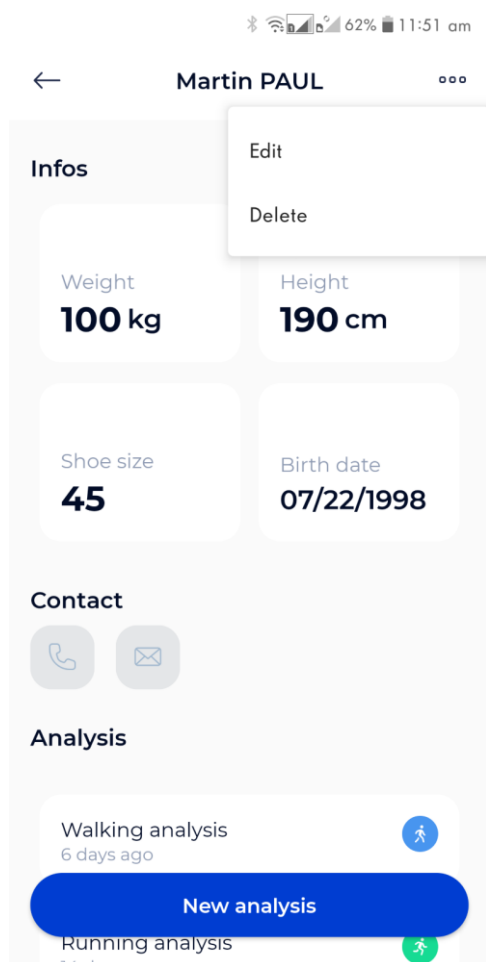 62% 11:51 am
Martin PAUL
Edit
Delete
Infos
Weight
100 kg
Height
190 cm
Shoe size
45
Birth date
07/22/1998
Contact
Analysis
Walking analysis
6 days ago
New analysis
Running analysis